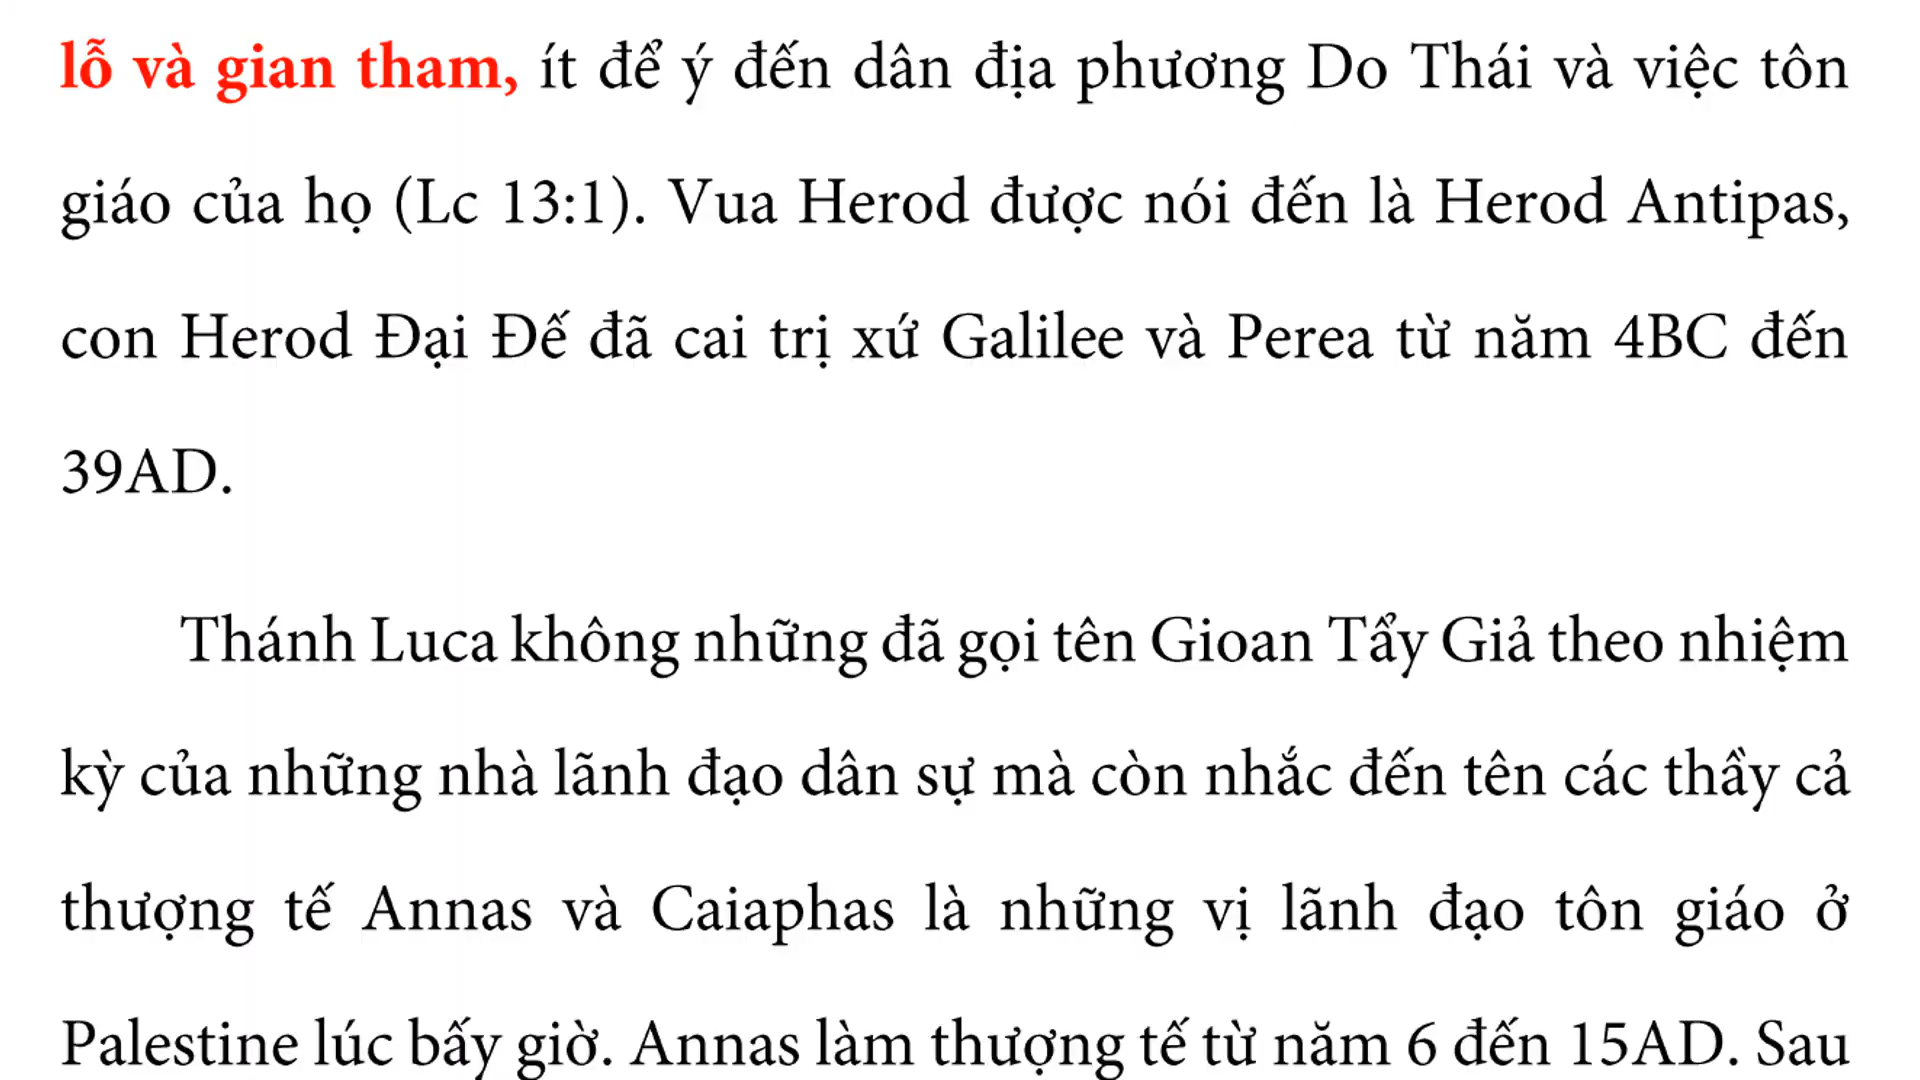 lỗ và gian tham, ít để ý đến dân địa phương Do Thái và việc tôn
giáo của họ (Lc 13:1). Vua Herod được nói đến là Herod Antipas,
con Herod Đại Đế đã cai trị xứ Galilee và Perea từ năm 4BC đến
39AD.
Thánh Luca không những đã gọi tên Gioan Tẩy Giả theo nhiệm
kỳ của những nhà lãnh đạo dân sự mà còn nhắc đến tên các thầy cả
thượng tế Annas và Caiaphas là những vị lãnh đạo tôn giáo ở
Palestine lúc bấy giờ. Annas làm thượng tế từ năm 6 đến 15AD. Sau